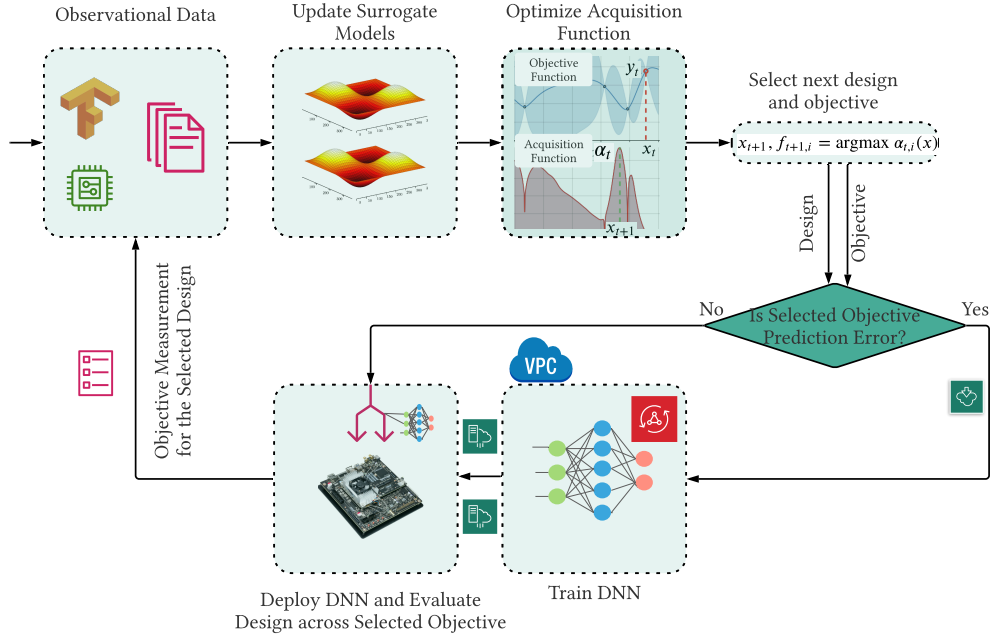 Observational Data
Update Surrogate
Models
Optimize Acquisition
Function
Objective
Function
y_t
x_t
Acquisition
Function
α_t
x_{t+1}
Select next design
and objective
x_{t+1}, f_{t+1,i} = argmax α_{t,i}(x)
Design
Objective
Is Selected Objective
Prediction Error?
No
Yes
Objective Measurement
for the Selected Design
VPC
Deploy DNN and Evaluate
Design across Selected Objective
Train DNN